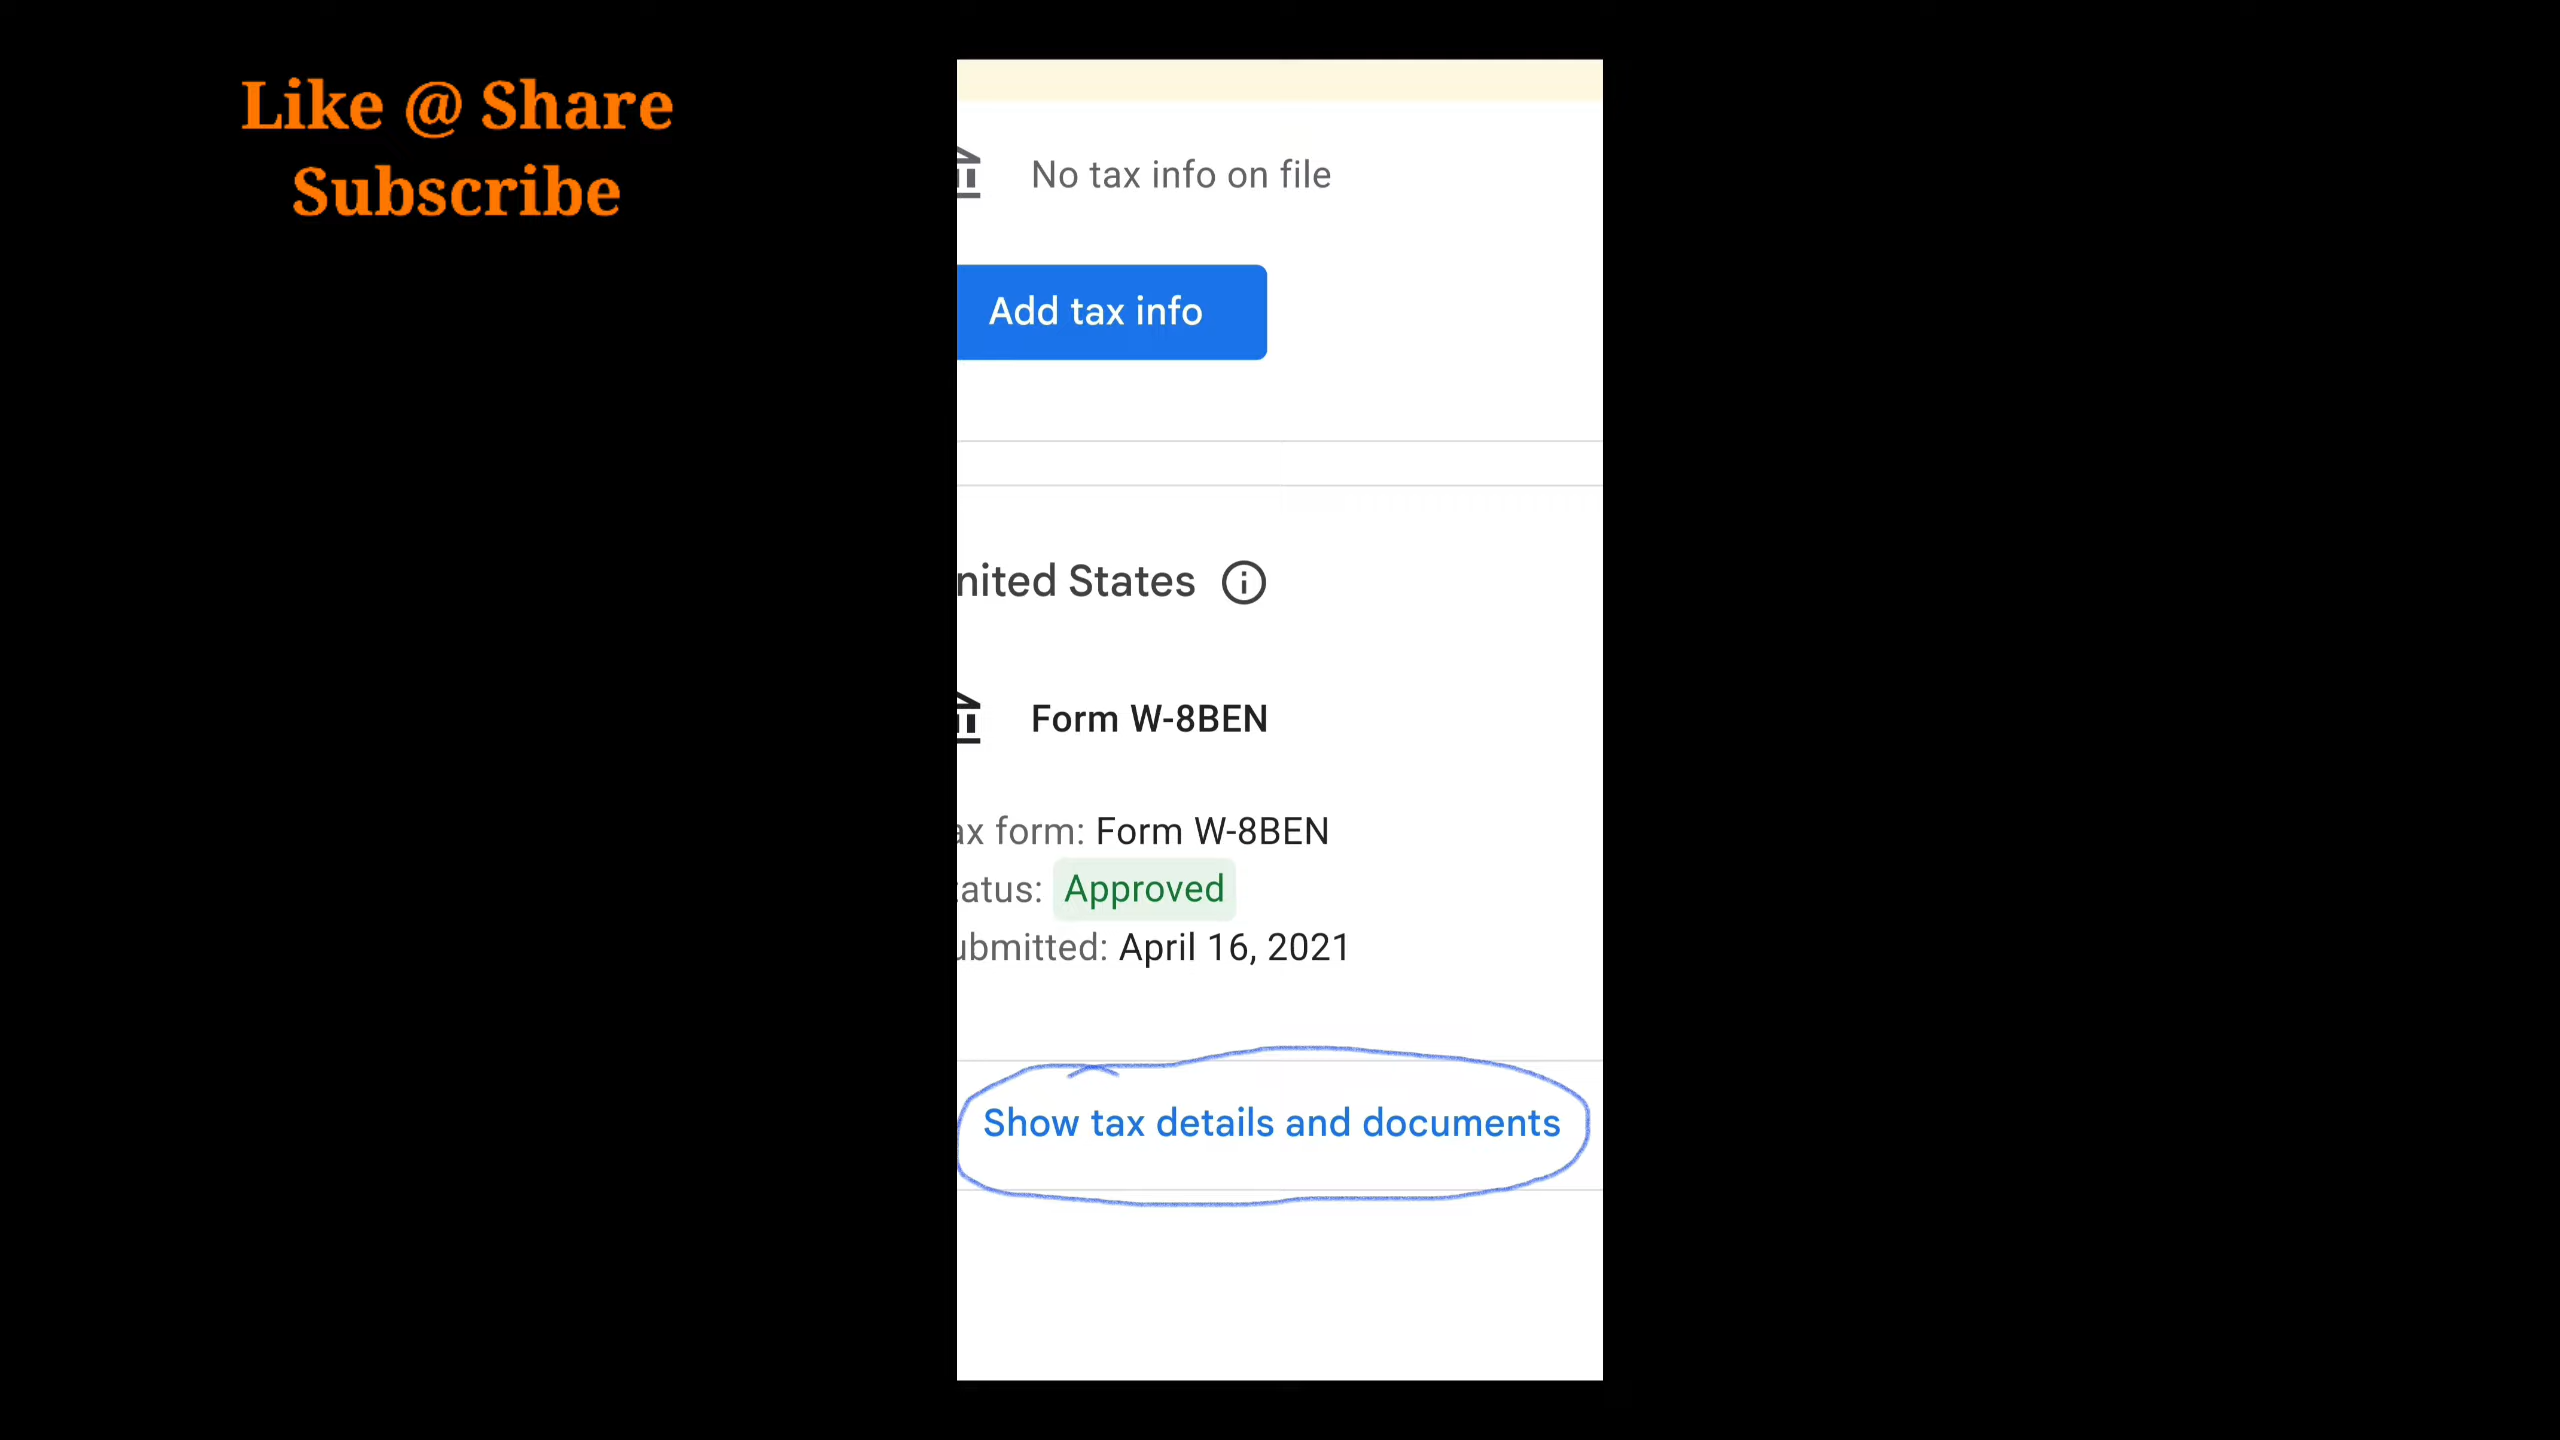 Like @ Share
Subscribe
No tax info on file
Add tax info
nited States
Form W-8BEN
ax form: Form W-8BEN
atus: Approved
ubmitted: April 16, 2021
Show tax details and documents